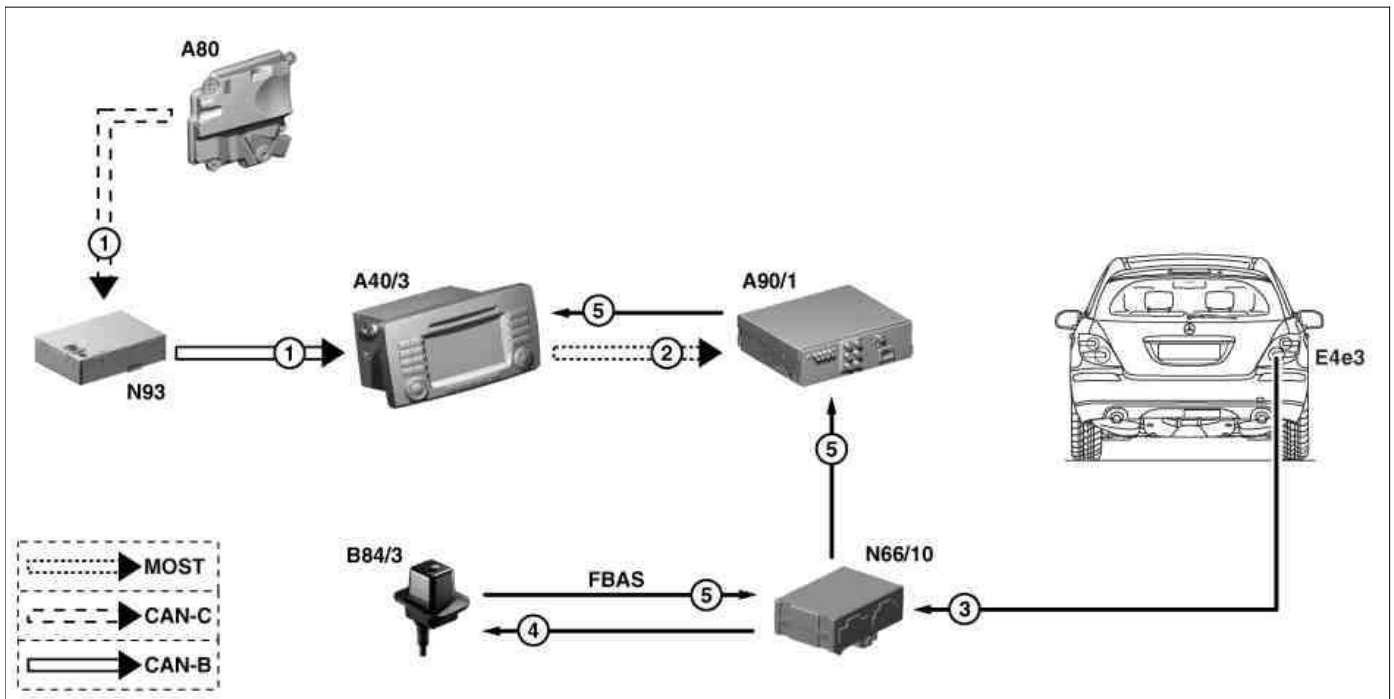 A80
1
A40/3
A90/1
5
1
2
E4e3
N93
5
B84/3
N66/10
FBAS
5
3
4
MOST
CAN-C
CAN-B